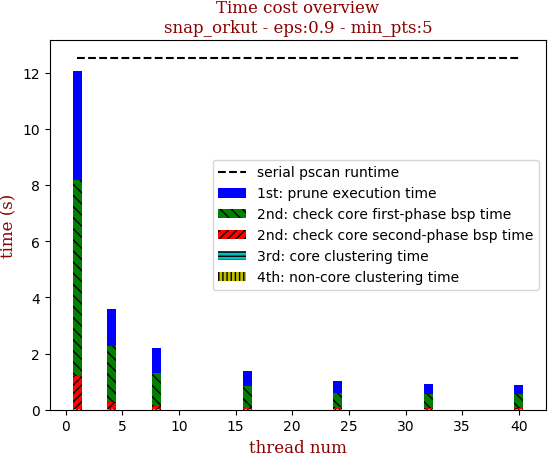 Time cost overview
snap_orkut - eps:0.9 - min_pts:5
time (s)
12
10
8
6
4
2
0
serial pscan runtime
1st: prune execution time
2nd: check core first-phase bsp time
2nd: check core second-phase bsp time
3rd: core clustering time
4th: non-core clustering time
0 5 10 15 20 25 30 35 40
thread num